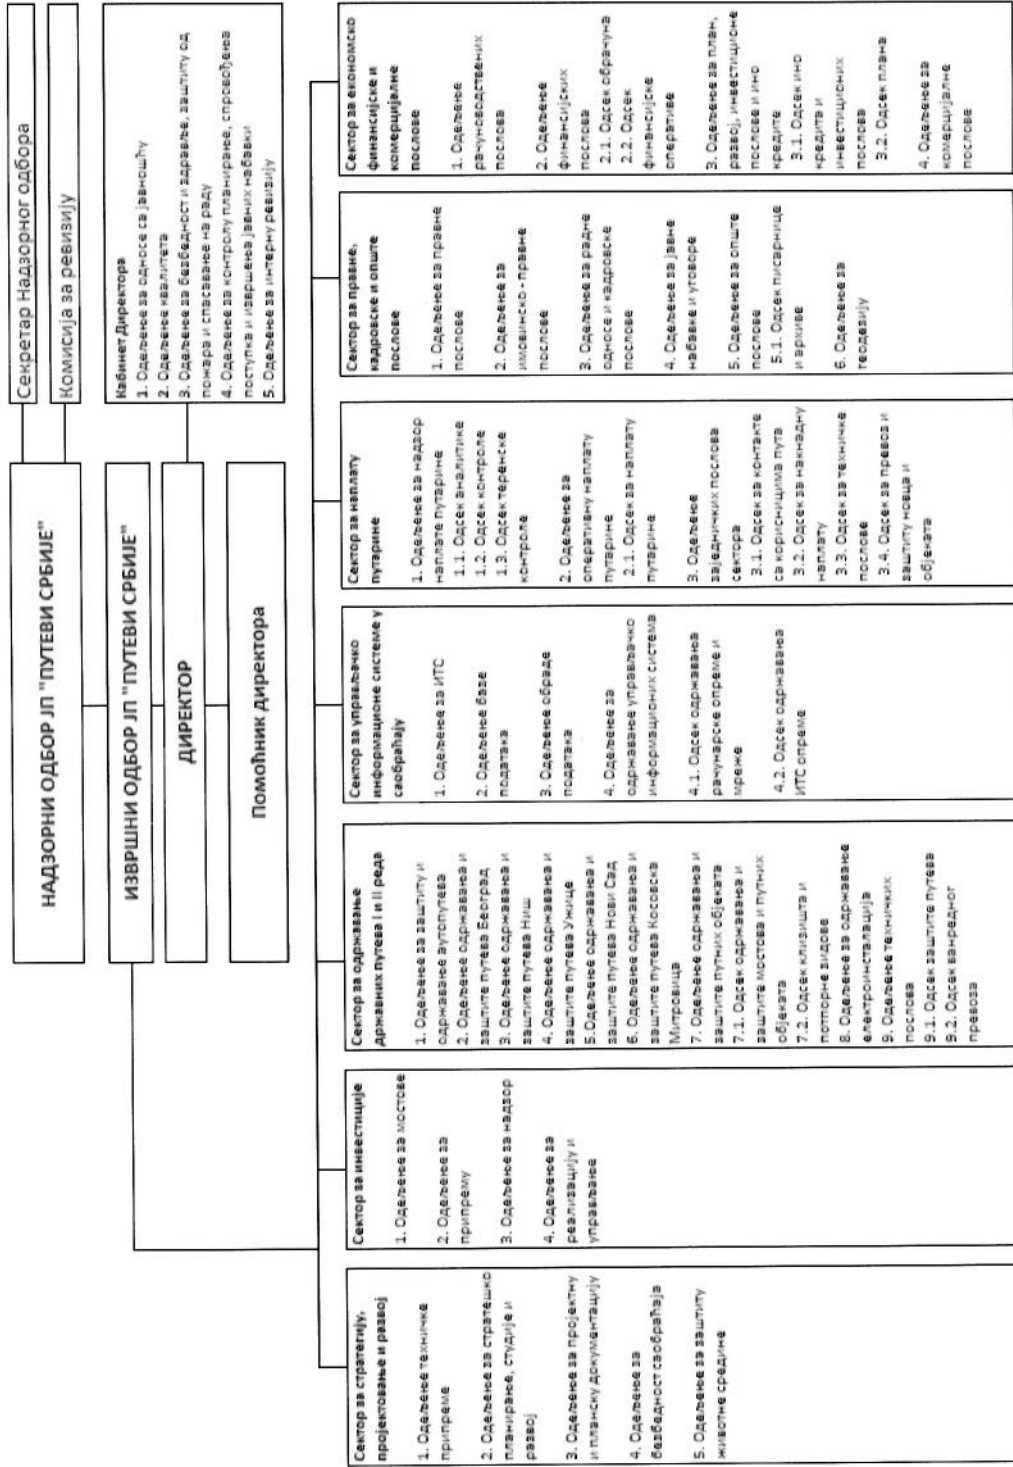 НАДЗОРНИ ОДБОР ЈП "ПУТЕВИ СРБИЈЕ"
Секретар Надзорног одбора
Комисија за ревизију
ИЗВРШНИ ОДБОР ЈП "ПУТЕВИ СРБИЈЕ"
ДИРЕКТОР
Кабинет Директора
1. Одељење за односе са јавношћу
2. Одељење квалитета
3. Одељење за безбедност и здравље, заштиту од
пожара и спасавање на раду
4. Одељење за контролу планирање, спровођења
поступка и извршења јавних набавки
5. Одељење за интерну ревизију
Помоћник директора
Сектор за стратегију,
пројектовање и развој
1. Одељење техничке
припреме
2. Одељење за стратешко
планирање, студије и
развој
3. Одељење за пројектну
и планску документацију
4. Одељење за
безбедност саобраћаја
5. Одељење за заштиту
животне средине
Сектор за инвестиције
1. Одељење за мостове
2. Одељење за
припрему
3. Одељење за надзор
4. Одељење за
реализацију и
управљање
Сектор за одржавање
државних путева I и II реда
1. Одељење за заштиту и
одржавање аутопутева
2. Одељење одржавања и
заштите путева Београд
3. Одељење одржавања и
заштите путева Ниш
4. Одељење одржавања и
заштите путева Ужице
5.Одељење одржавања и
заштите путева Нови Сад
6. Одељење одржавања и
заштите путева Косовска
Митровица
7. Одељење одржавања и
заштите путних објеката
7.1. Одсек одржавања и
заштите мостова и путних
објеката
7.2. Одсек клизишта и
потпорне зидове
8. Одељење за одржавање
електроинсталација
9. Одељење техничких
послова
9.1. Одсек заштите путева
9.2. Одсек ванредног
превоза
Сектор за управљачко
информационе системе у
саобраћају
1. Одељење за ИТС
2. Одељење базе
података
3. Одељење обраде
података
4. Одељење за
одржавање управљачко
информационих система
4.1. Одсек одржавања
рачунарске опреме и
мреже
4.2. Одсек одржавања
ИТС опреме
Сектор за наплату
путарине
1. Одељење за надзор
наплате путарине
1.1. Одсек аналитике
1.2. Одсек контроле
1.3. Одсек теренске
контроле
2. Одељење за
оперативну наплату
путарине
2.1. Одсек за наплату
путарине
3. Одељење
заједничких послова
сектора
3.1. Одсек за контакте
са корисницима пута
3.2. Одсек за накнадну
наплату
3.3. Одсек за техничке
послове
3.4. Одсек за превоз и
заштиту новца и
објеката
Сектор за правне,
кадровске и опште
послове
1. Одељење за правне
послове
2. Одељење за
имовинско - правне
послове
3. Одељење за радне
односе и кадровске
послове
4. Одељење за јавне
набавке и уговоре
5. Одељење за опште
послове
5.1. Одсек писарнице
и архиве
6. Одељење за
геодезију
Сектор за економско
финансијске и
комерцијалне
послове
1. Одељење
рачуноводствених
послова
2. Одељење
финансијских
послова
2.1. Одсек обрачуна
2.2. Одсек
финансијске
оперативе
3. Одељење за план,
развој, инвестиционе
послове и ино
кредите
3.1. Одсек ино
кредита и
инвестиционих
послова
3.2. Одсек плана
4. Одељење за
комерцијалне
послове